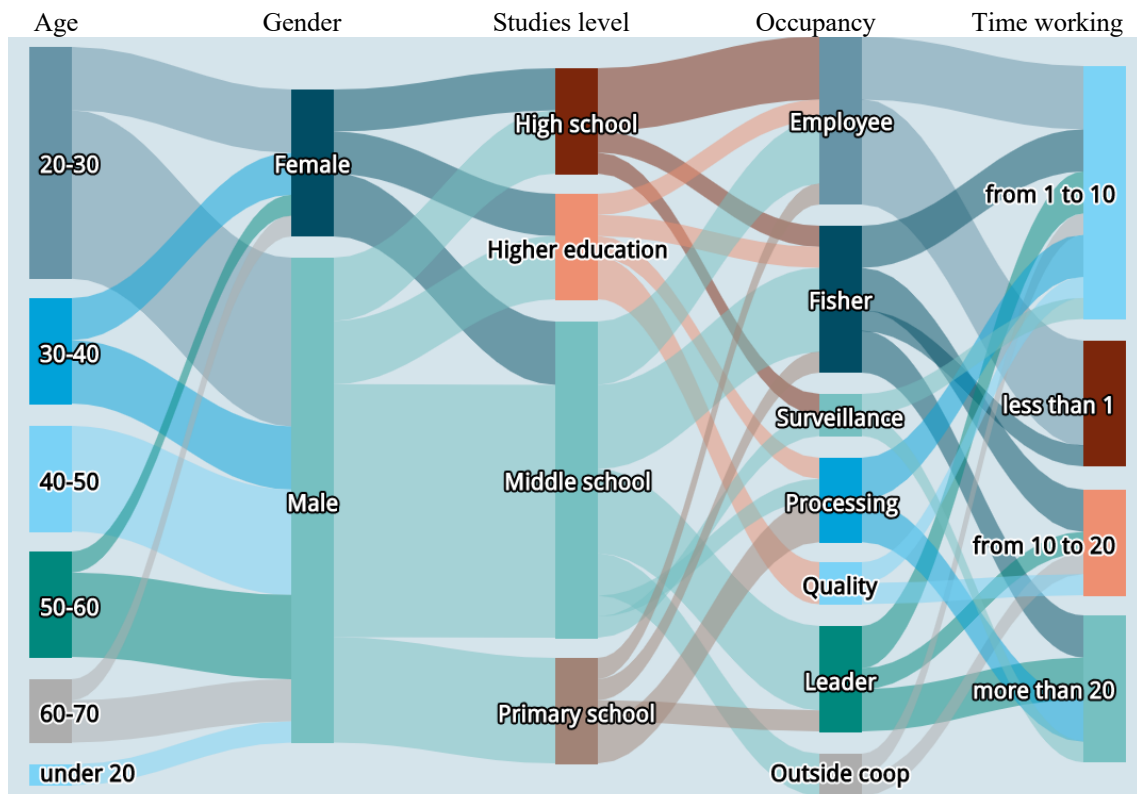 Age
Gender
Studies level
Occupancy
Time working
20-30
30-40
40-50
50-60
60-70
under 20
Female
Male
High school
Higher education
Middle school
Primary school
Employee
Fisher
Surveillance
Processing
Quality
Leader
Outside coop
from 1 to 10
less than 1
from 10 to 20
more than 20